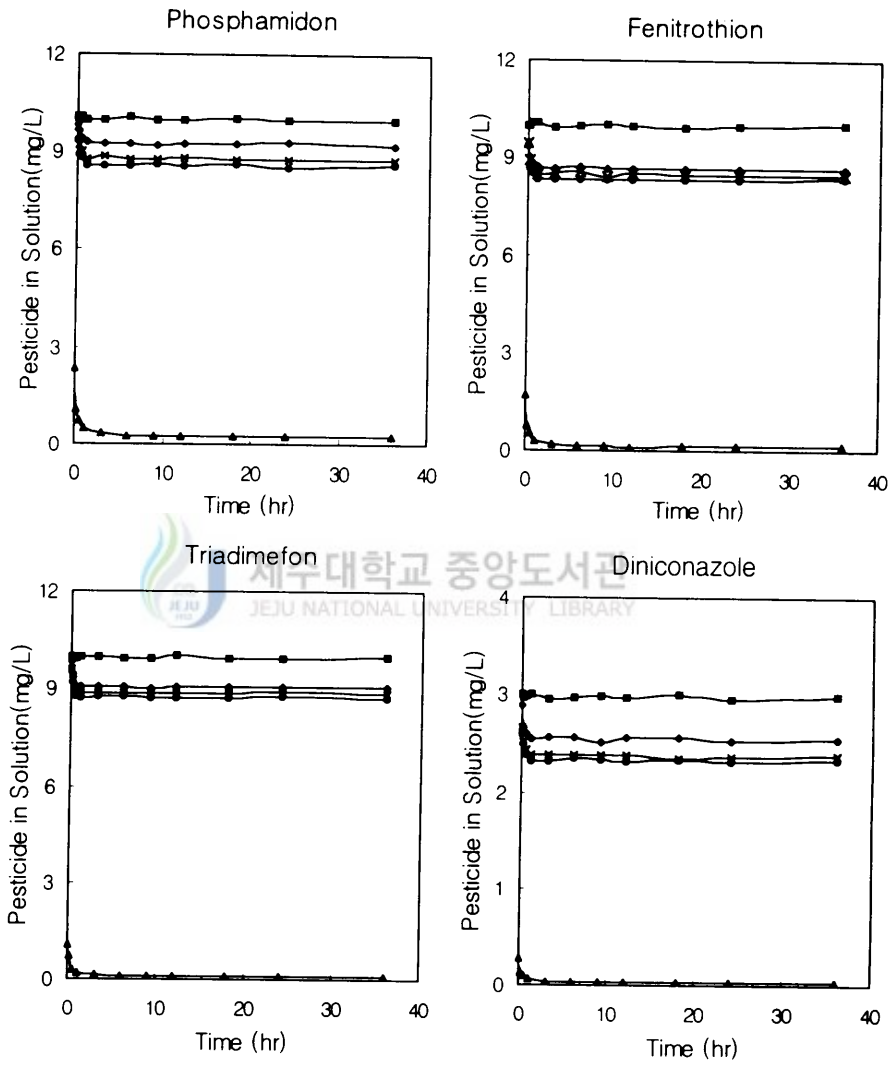 Phosphamidon
12
9
6
3
0
Pesticide in Solution(mg/L)
0 10 20 30 40
Time (hr)
Fenitrothion
12
9
6
3
0
Pesticide in Solution(mg/L)
0 10 20 30 40
Time (hr)
제주대학교 중앙도서관
JEJU NATIONAL UNIVERSITY LIBRARY
JEJU
1952
Triadimefon
12
9
6
3
0
Pesticide in Solution(mg/L)
0 10 20 30 40
Time (hr)
Diniconazole
4
3
2
1
0
Pesticide in Solution(mg/L)
0 10 20 30 40
Time (hr)